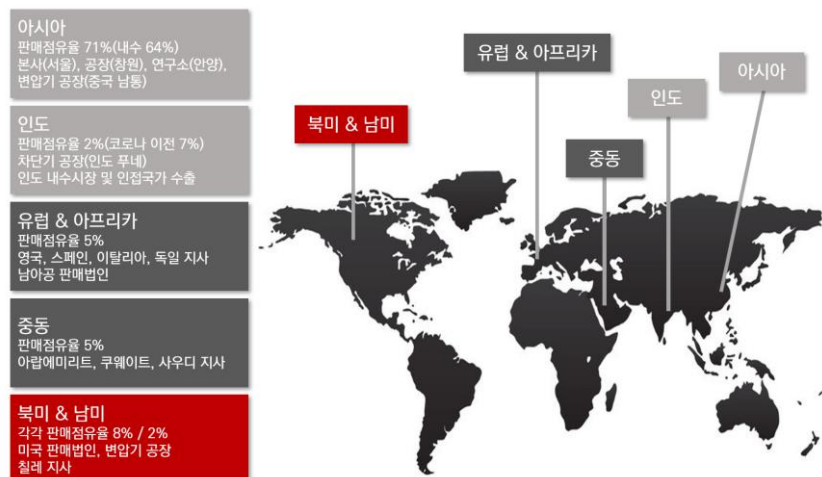 아시아
판매점유율 71%(내수 64%)
본사(서울), 공장(창원), 연구소(안양),
변압기 공장(중국 남통)
인도
판매점유율 2%(코로나 이전 7%)
차단기 공장(인도 푸네)
인도 내수시장 및 인접국가 수출
유럽 & 아프리카
판매점유율 5%
영국, 스페인, 이탈리아, 독일 지사
남아공 판매법인
중동
판매점유율 5%
아랍에미리트, 쿠웨이트, 사우디 지사
북미 & 남미
각각 판매점유율 8% / 2%
미국 판매법인, 변압기 공장
칠레 지사
유럽 & 아프리카
아시아
인도
북미 & 남미
중동